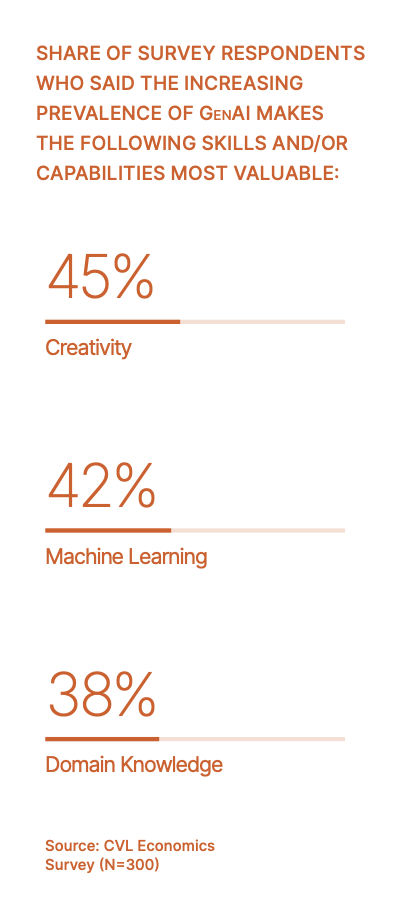 SHARE OF SURVEY RESPONDENTS
WHO SAID THE INCREASING
PREVALENCE OF GENAI MAKES
THE FOLLOWING SKILLS AND/OR
CAPABILITIES MOST VALUABLE:
45%
Creativity
42%
Machine Learning
38%
Domain Knowledge
Source: CVL Economics
Survey (N=300)